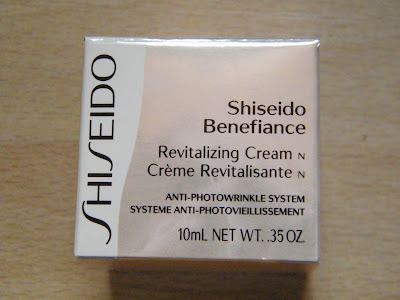 SHISEIDO
Shiseido
Benefiance
Revitalizing Cream N
Crème Revitalisante N
ANTI-PHOTOWRINKLE SYSTEM
SYSTEME ANTI-PHOTOVIEILLISSEMENT
10mL NET WT. .35 OZ.